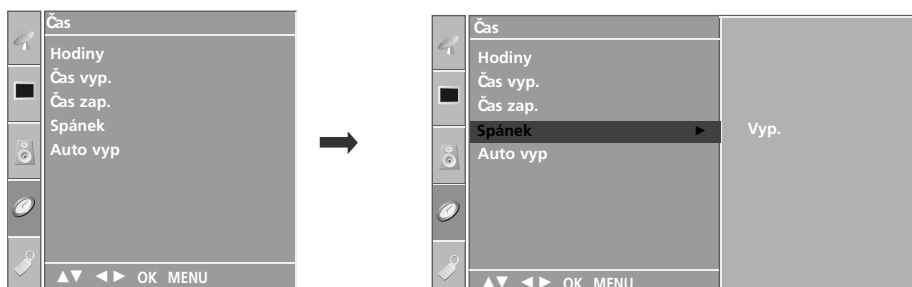 Čas
Hodiny
Čas vyp.
Čas zap.
Spánek
Auto vyp
▲▼ ◄► OK MENU
Čas
Hodiny
Čas vyp.
Čas zap.
Spánek ► Vyp.
Auto vyp
▲▼ ◄► OK MENU